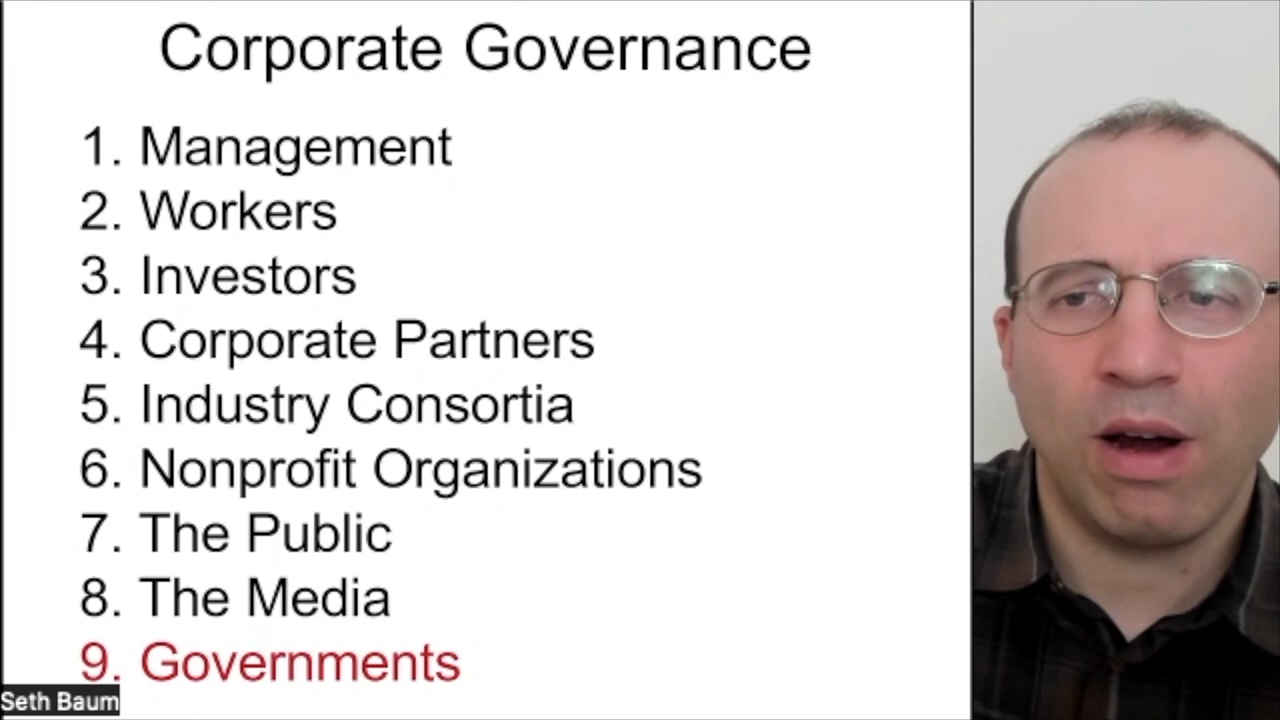 Corporate Governance
1. Management
2. Workers
3. Investors
4. Corporate Partners
5. Industry Consortia
6. Nonprofit Organizations
7. The Public
8. The Media
9. Governments
Seth Baum